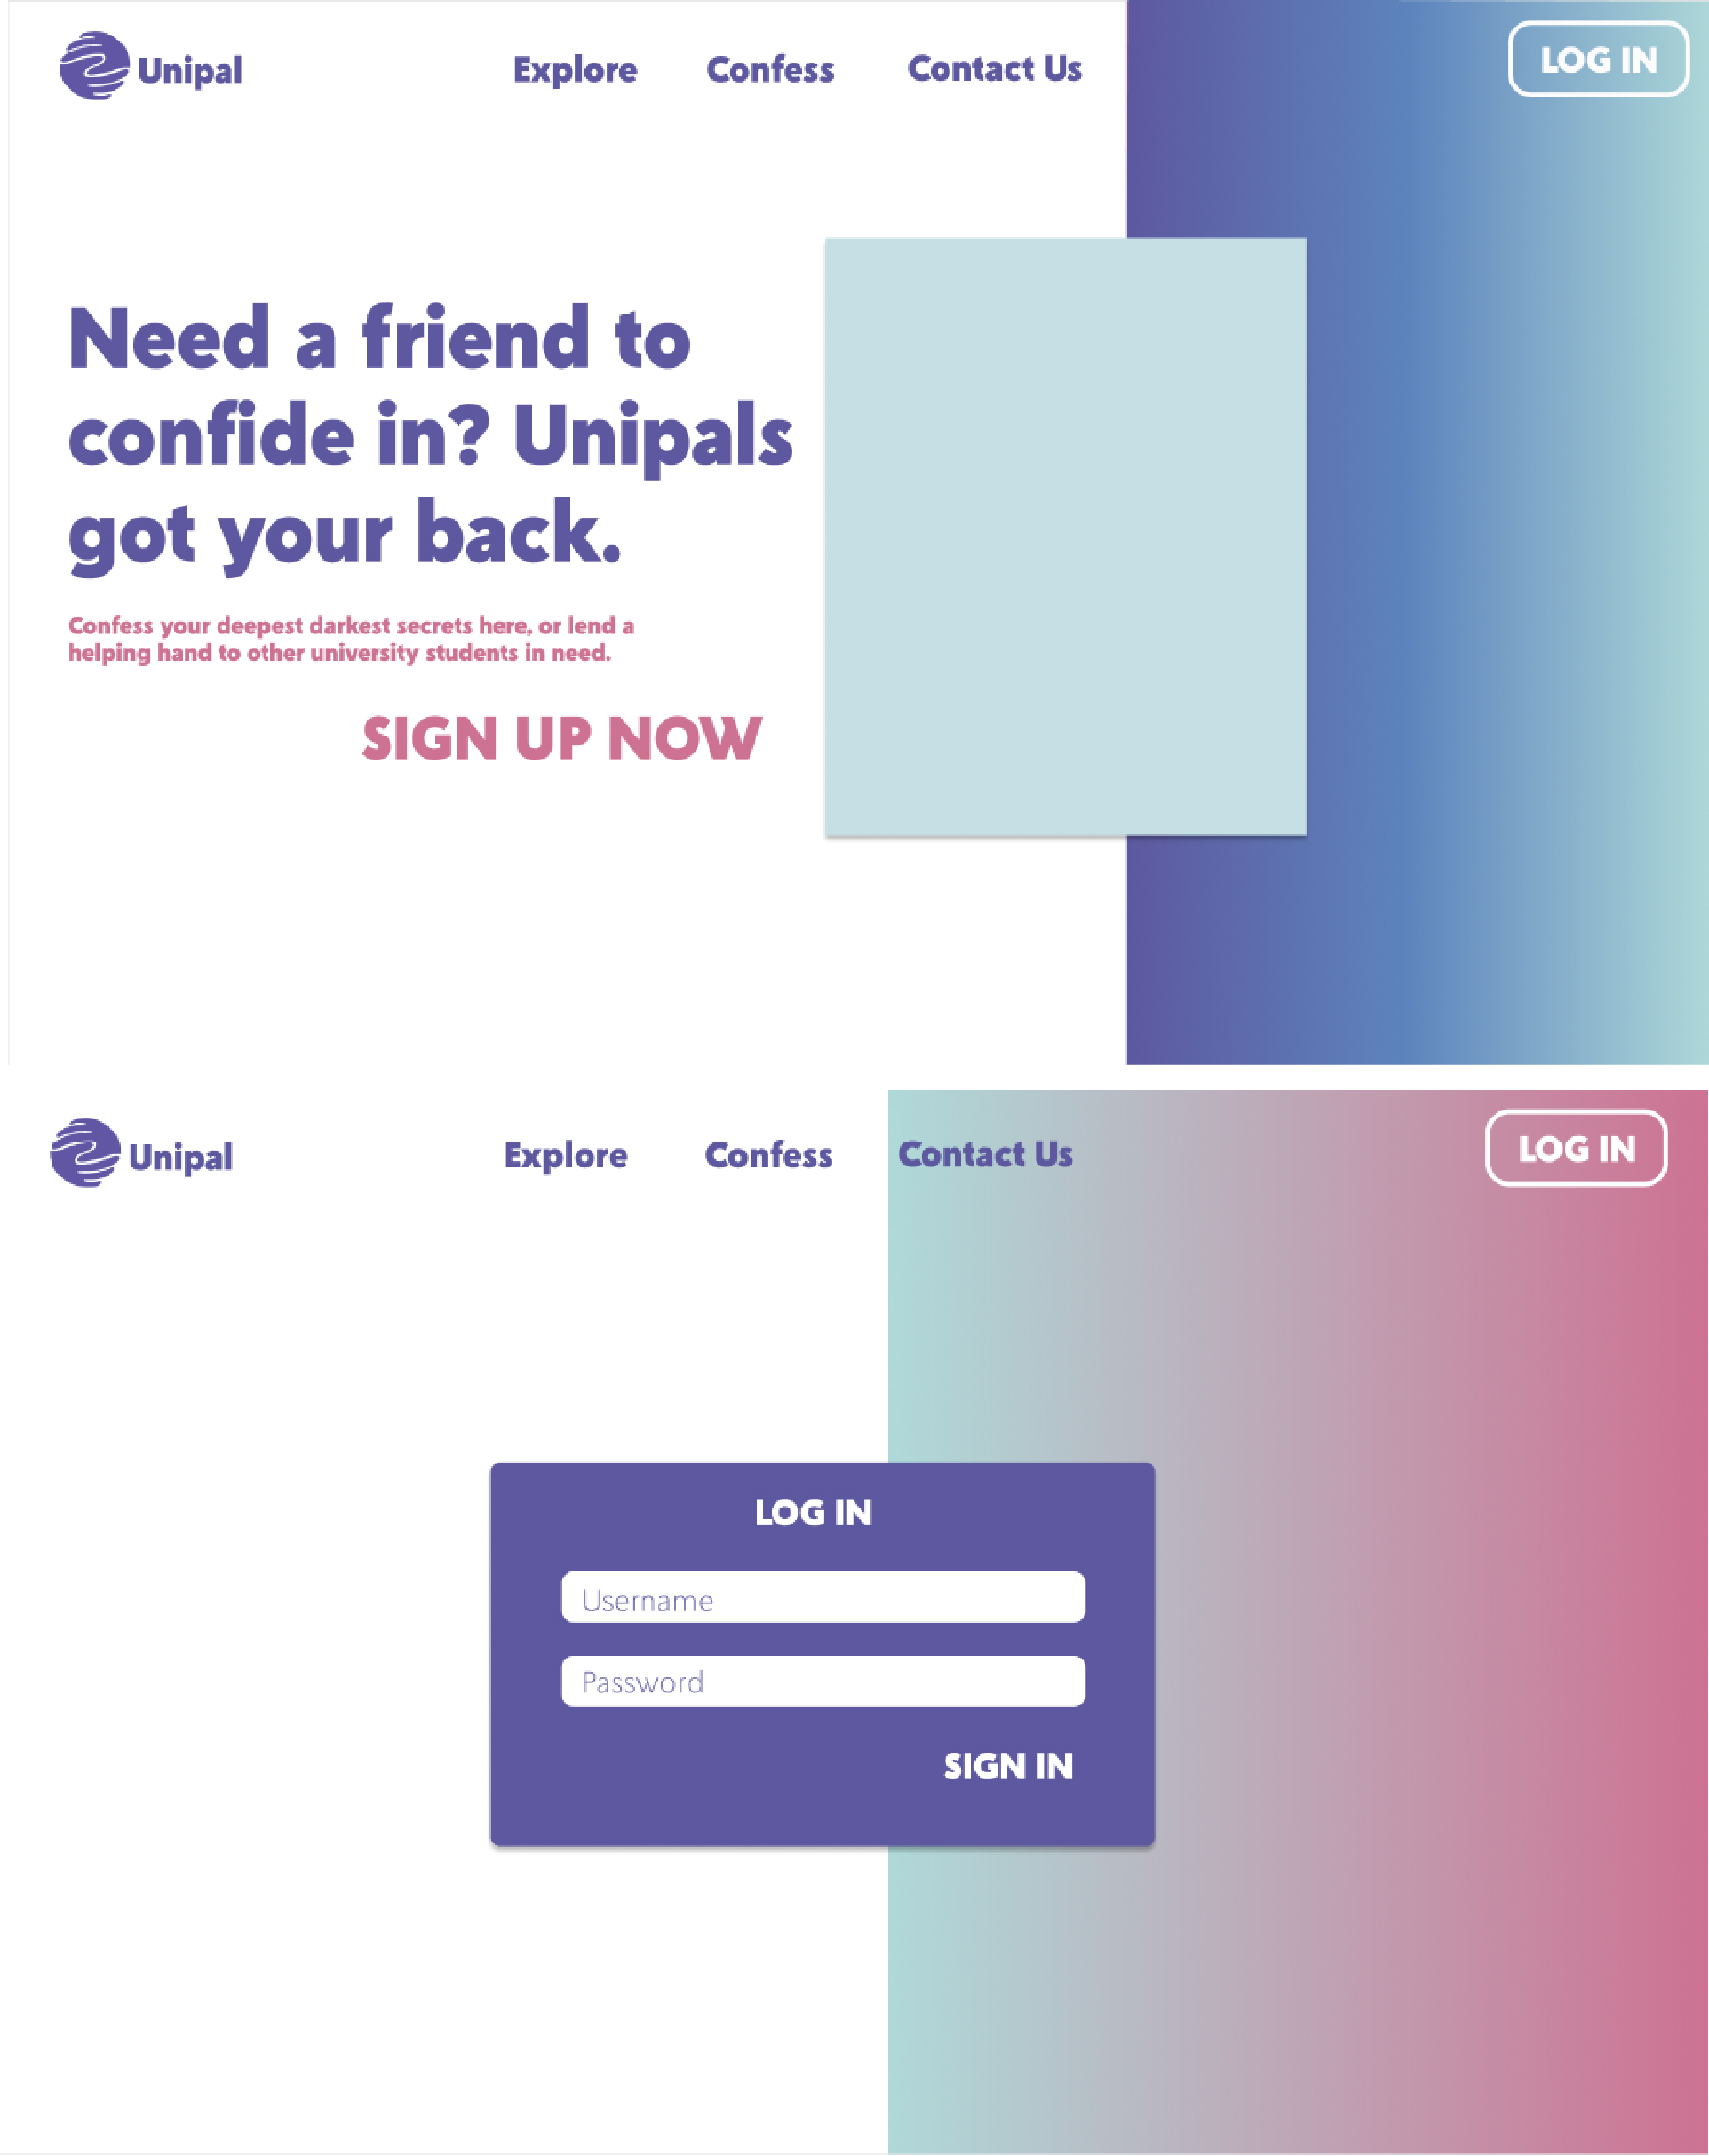 Unipal
Explore Confess Contact Us
LOG IN
Need a friend to
confide in? Unipals
got your back.
Confess your deepest darkest secrets here, or lend a
helping hand to other university students in need.
SIGN UP NOW
Unipal
Explore Confess Contact Us
LOG IN
LOG IN
Username
Password
SIGN IN